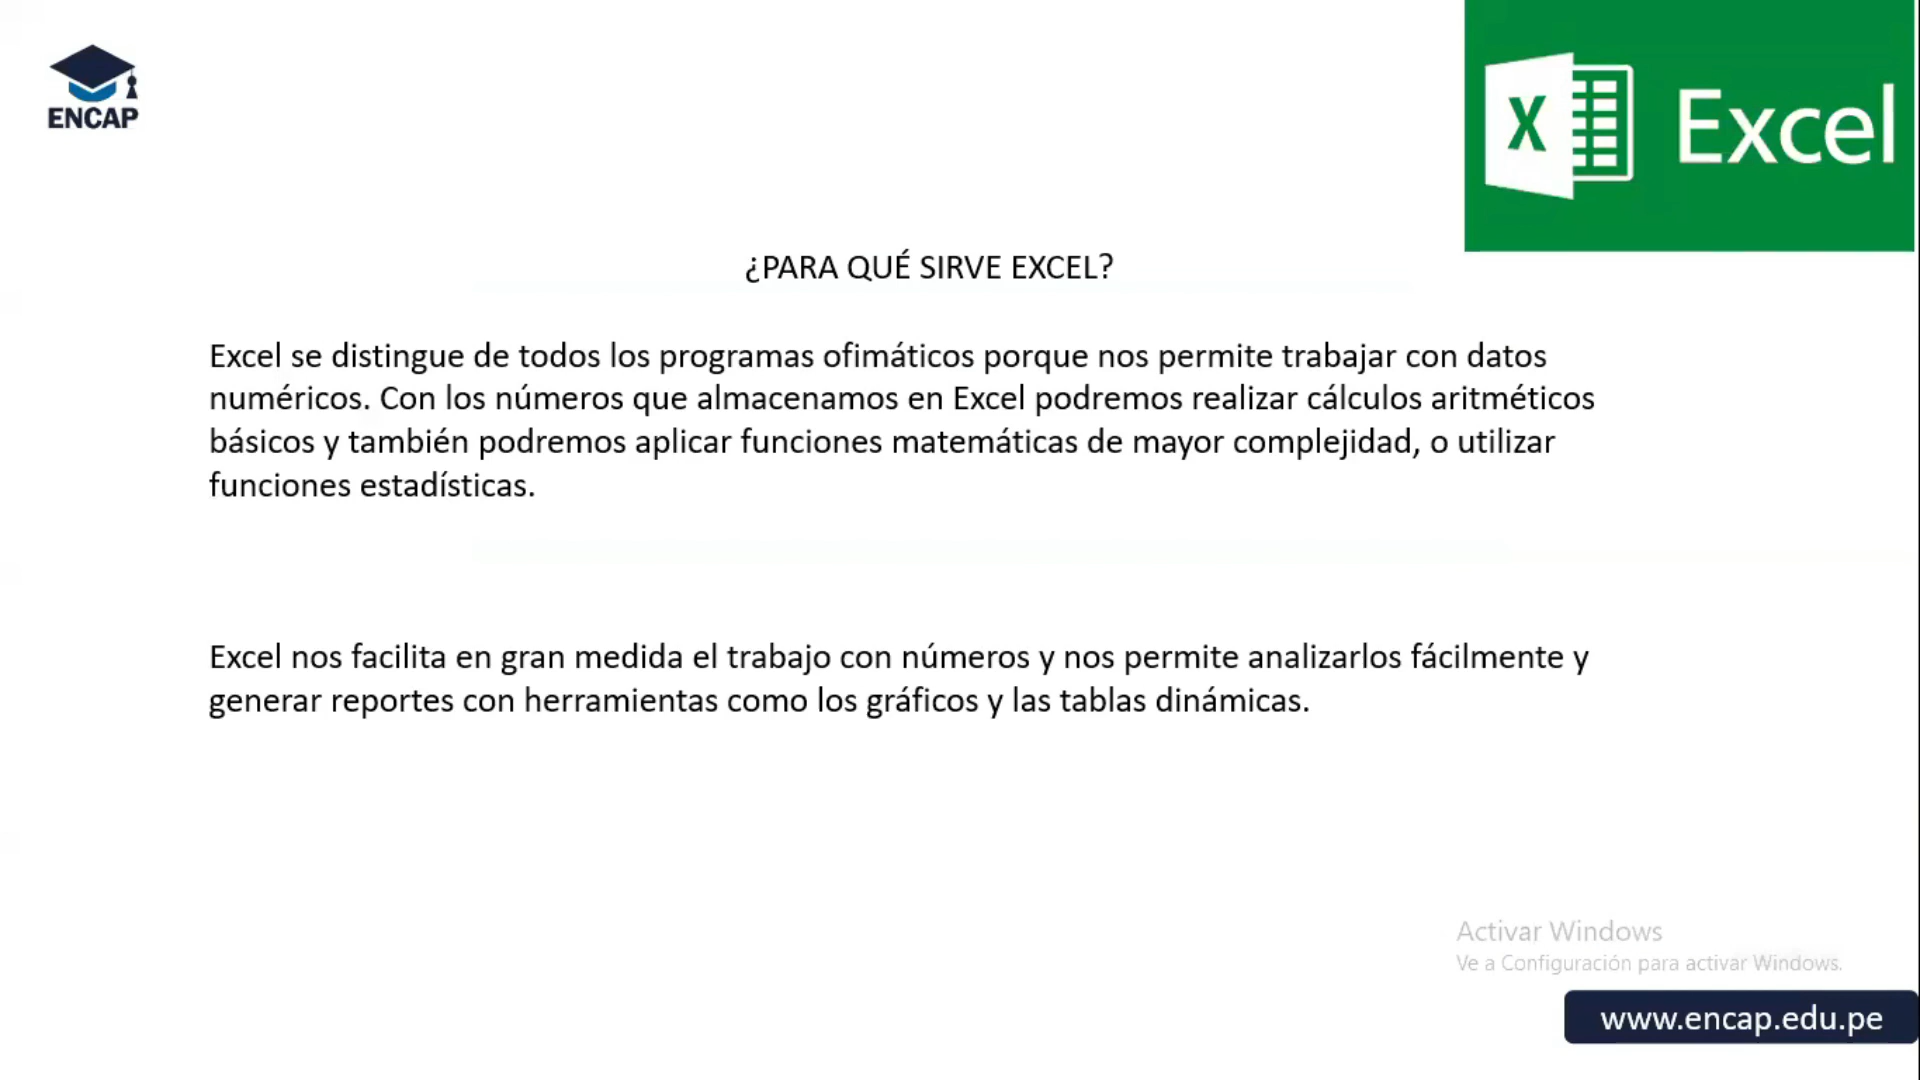 ENCAP
X Excel
¿PARA QUÉ SIRVE EXCEL?
Excel se distingue de todos los programas ofimáticos porque nos permite trabajar con datos
numéricos. Con los números que almacenamos en Excel podremos realizar cálculos aritméticos
básicos y también podremos aplicar funciones matemáticas de mayor complejidad, o utilizar
funciones estadísticas.
Excel nos facilita en gran medida el trabajo con números y nos permite analizarlos fácilmente y
generar reportes con herramientas como los gráficos y las tablas dinámicas.
Activar Windows
Ve a Configuración para activar Windows.
www.encap.edu.pe